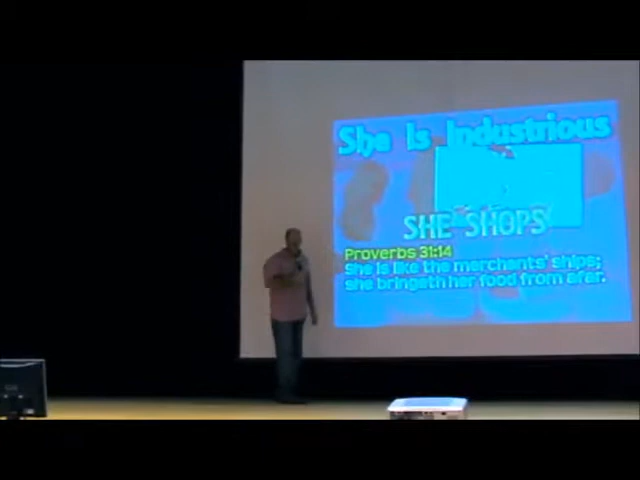 She Is Industrious
SHE SHOPS
Proverbs 31:14
She is like the merchants' ships;
she bringeth her food from afar.